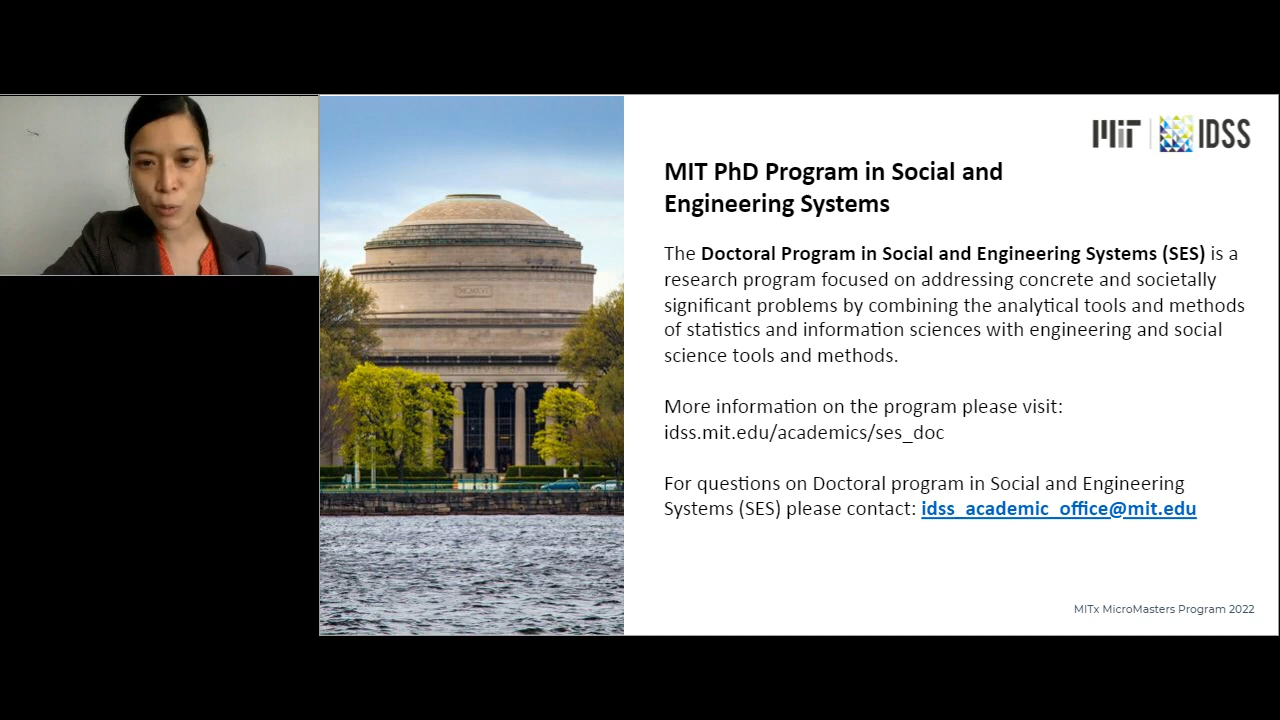 MIT IDSS
MIT PhD Program in Social and
Engineering Systems
The Doctoral Program in Social and Engineering Systems (SES) is a
research program focused on addressing concrete and societally
significant problems by combining the analytical tools and methods
of statistics and information sciences with engineering and social
science tools and methods.
More information on the program please visit:
idss.mit.edu/academics/ses_doc
For questions on Doctoral program in Social and Engineering
Systems (SES) please contact: idss_academic_office@mit.edu
MITx MicroMasters Program 2022